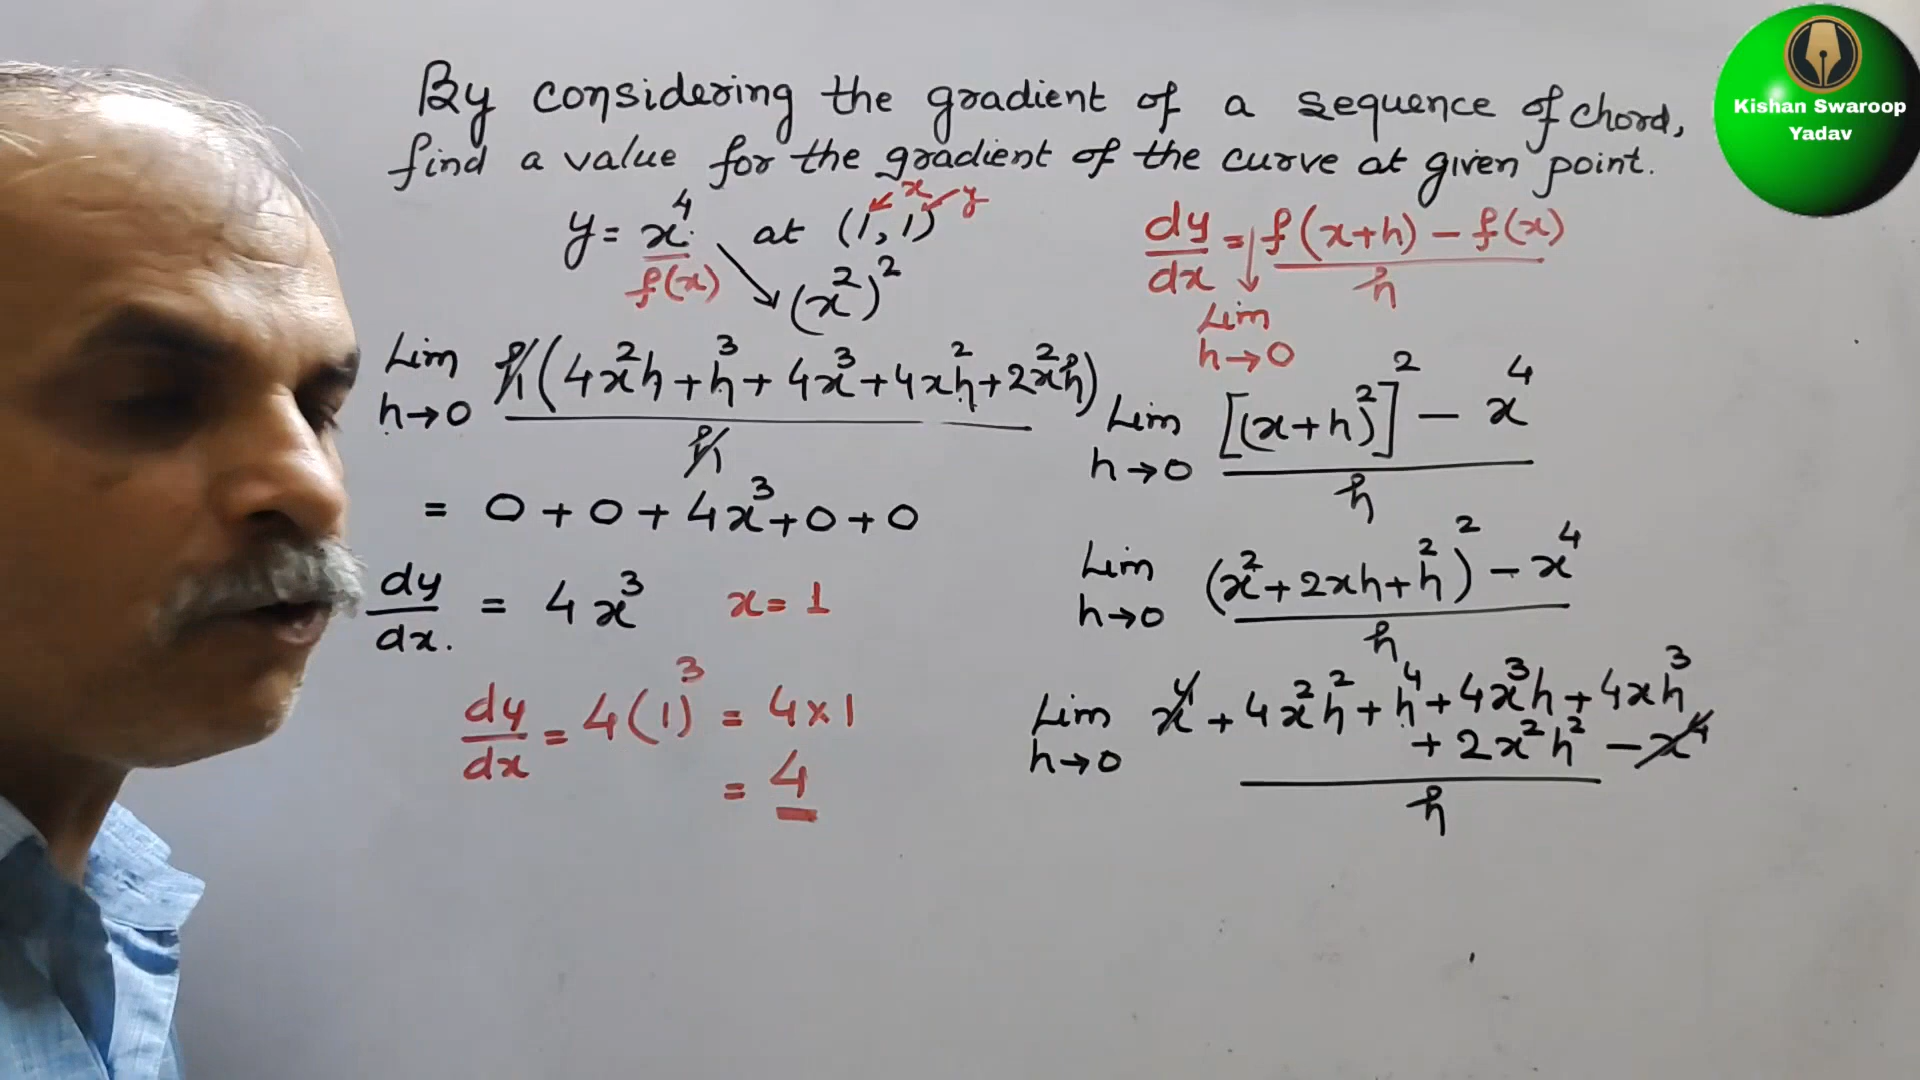 By considering the gradient of a sequence of chord,
find a value for the gradient of the curve at given point.
y = x⁴ at (1, 1) x y
f(x)
(x²)²
dy/dx = Lim h→0 f(x+h) − f(x) / h
Lim h→0 [(x+h)²]² − x⁴ / h
Lim h→0 (x² + 2xh + h²)² − x⁴ / h
Lim h→0 x⁴ + 4x²h² + h⁴ + 4x³h + 4xh³
+ 2x²h² − x⁴ / h
Lim h→0 h(4x²h + h³ + 4x³ + 4xh² + 2x²h) / h
= 0 + 0 + 4x³ + 0 + 0
dy/dx. = 4x³ x = 1
dy/dx = 4(1)³ = 4×1
= 4
Kishan Swaroop
Yadav